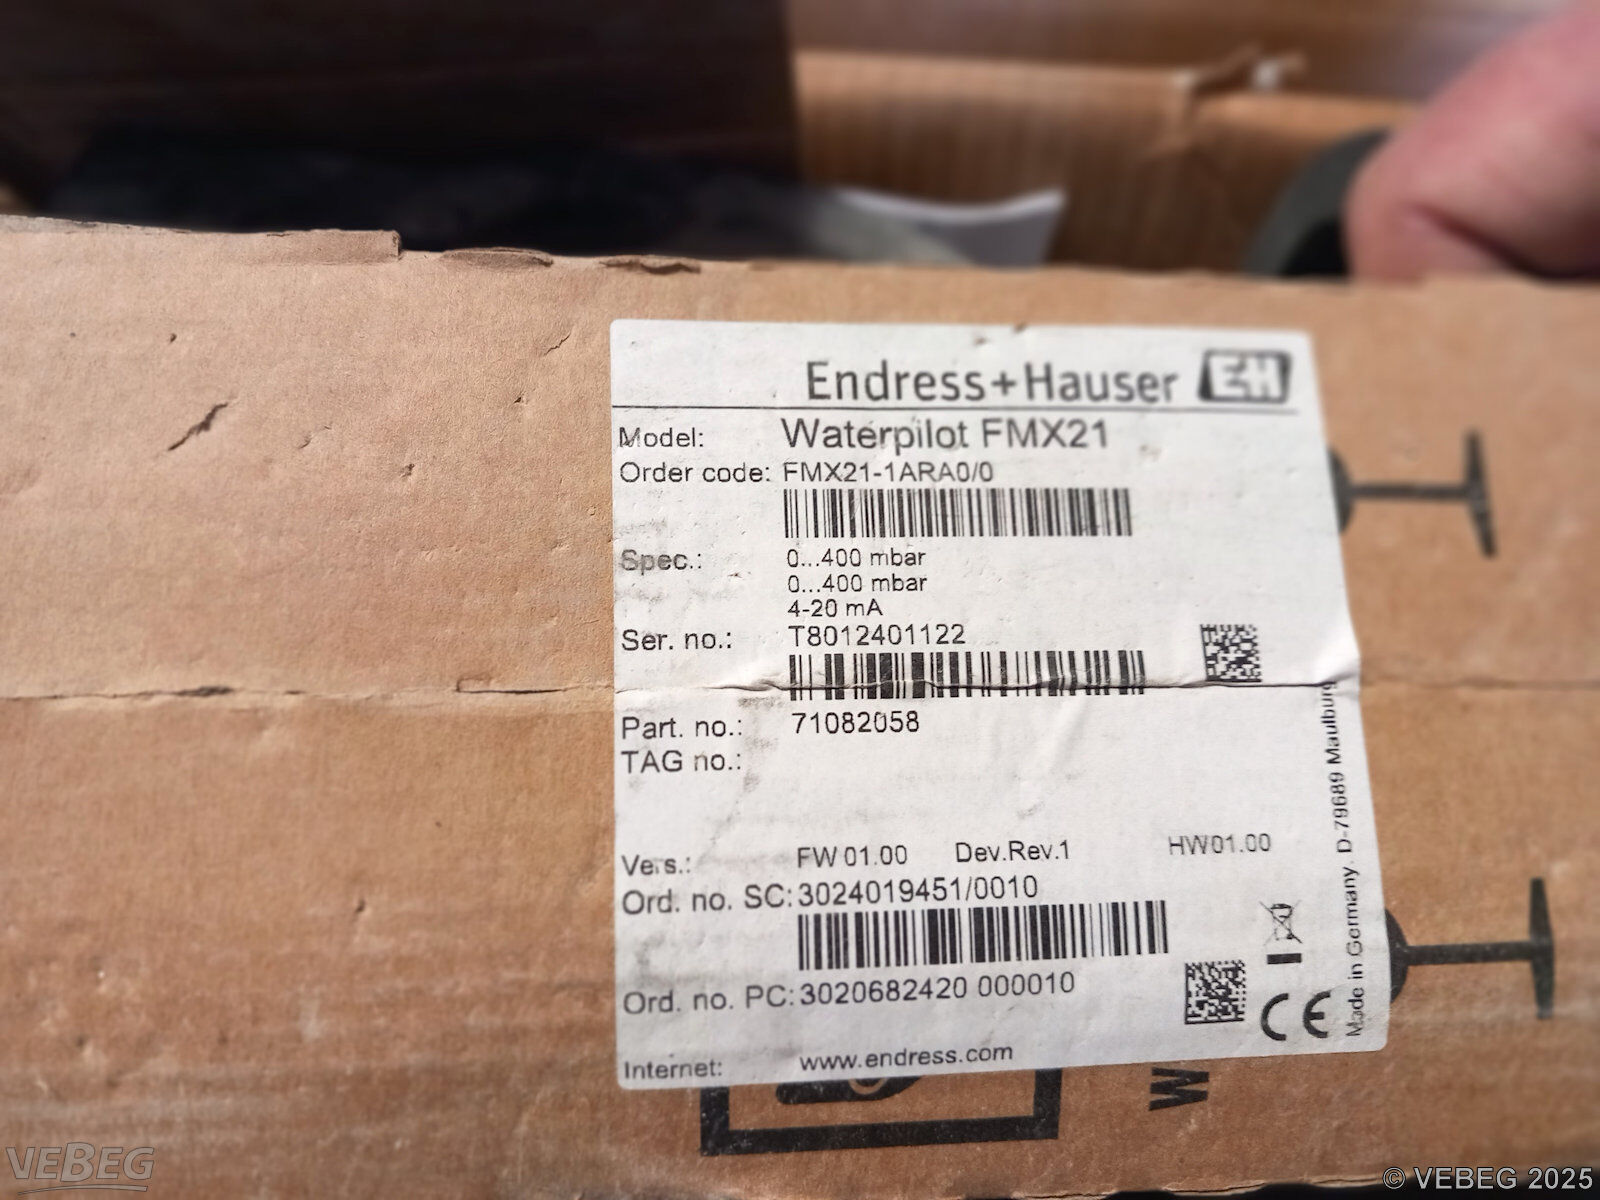 Endress+Hauser EH
Model: Waterpilot FMX21
Order code: FMX21-1ARA0/0
Spec.: 0...400 mbar
0...400 mbar
4-20 mA
Ser. no.: T8012401122
Part. no.: 71082058
TAG no.:
Vers.: FW 01.00 Dev.Rev.1 HW01.00
Ord. no. SC: 3024019451/0010
Ord. no. PC: 3020682420 000010
Internet: www.endress.com
CE
Made in Germany, D-79689 Maulburg
W
VEBEG
© VEBEG 2025